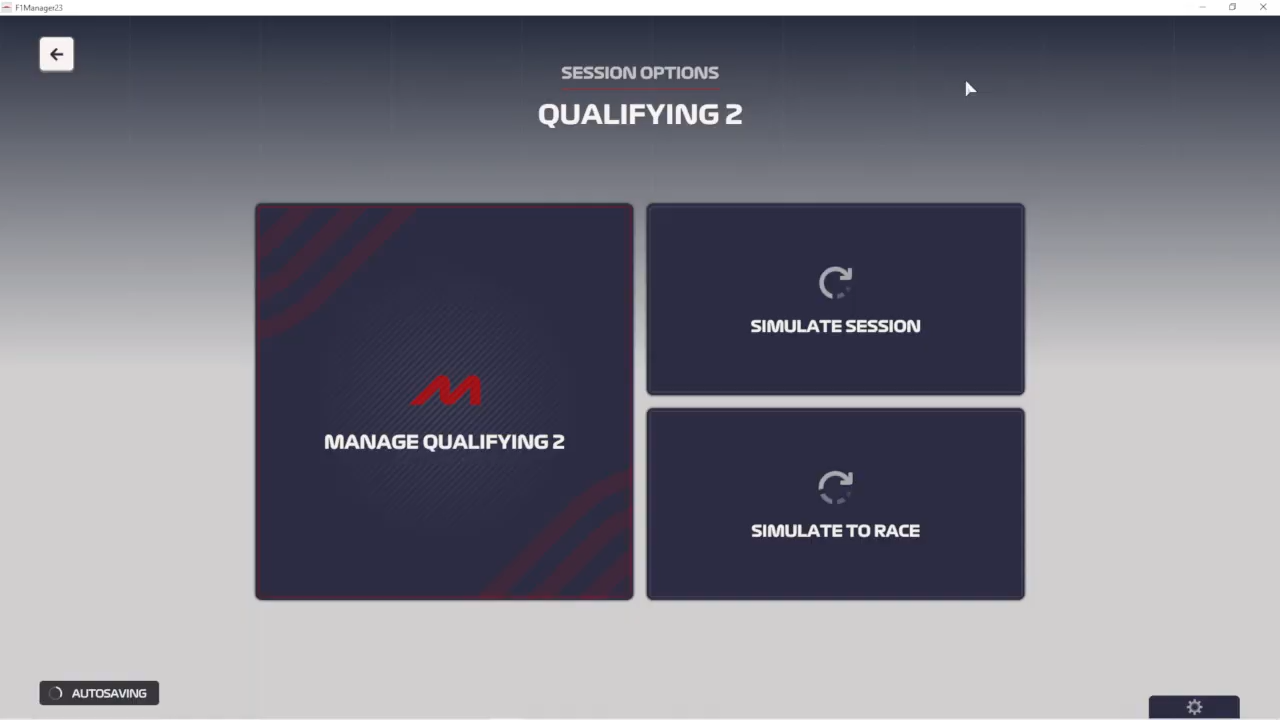 F1Manager23
SESSION OPTIONS
QUALIFYING 2
MANAGE QUALIFYING 2
SIMULATE SESSION
SIMULATE TO RACE
AUTOSAVING